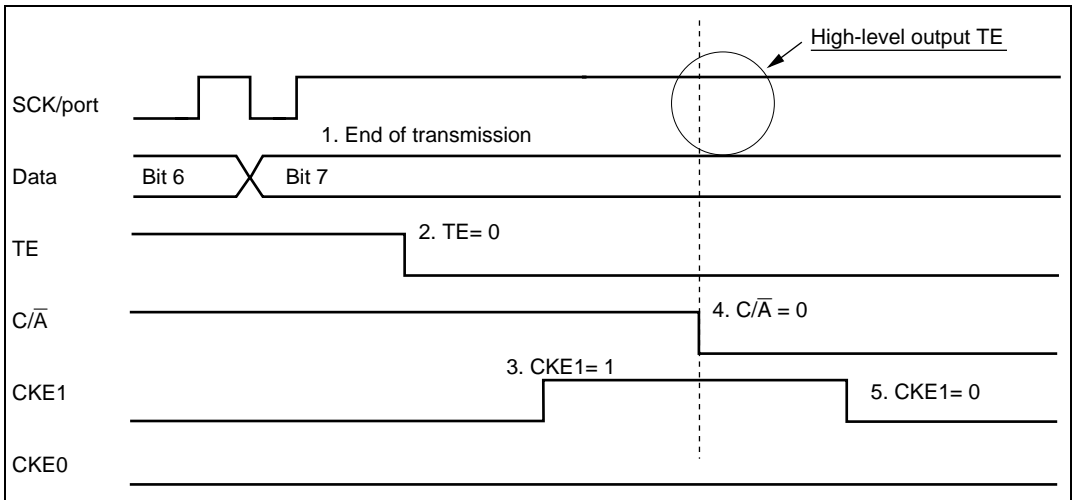 High-level output TE
SCK/port
1. End of transmission
Data
Bit 6
Bit 7
TE
2. TE= 0
C/A̅
4. C/A̅ = 0
3. CKE1= 1
CKE1
5. CKE1= 0
CKE0